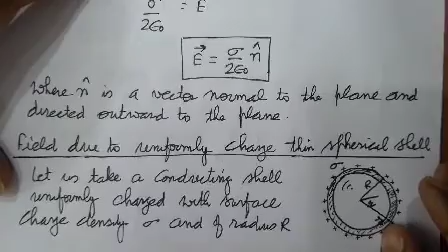 σ/2ε₀ = E
E⃗ = σ/2ε₀ n̂
Where n̂ is a vector normal to the plane and
directed outward to the plane.
Field due to uniformly charge thin spherical shell
Let us take a conducting shell
uniformly charged with surface
charge density σ and of radius R
σ
R